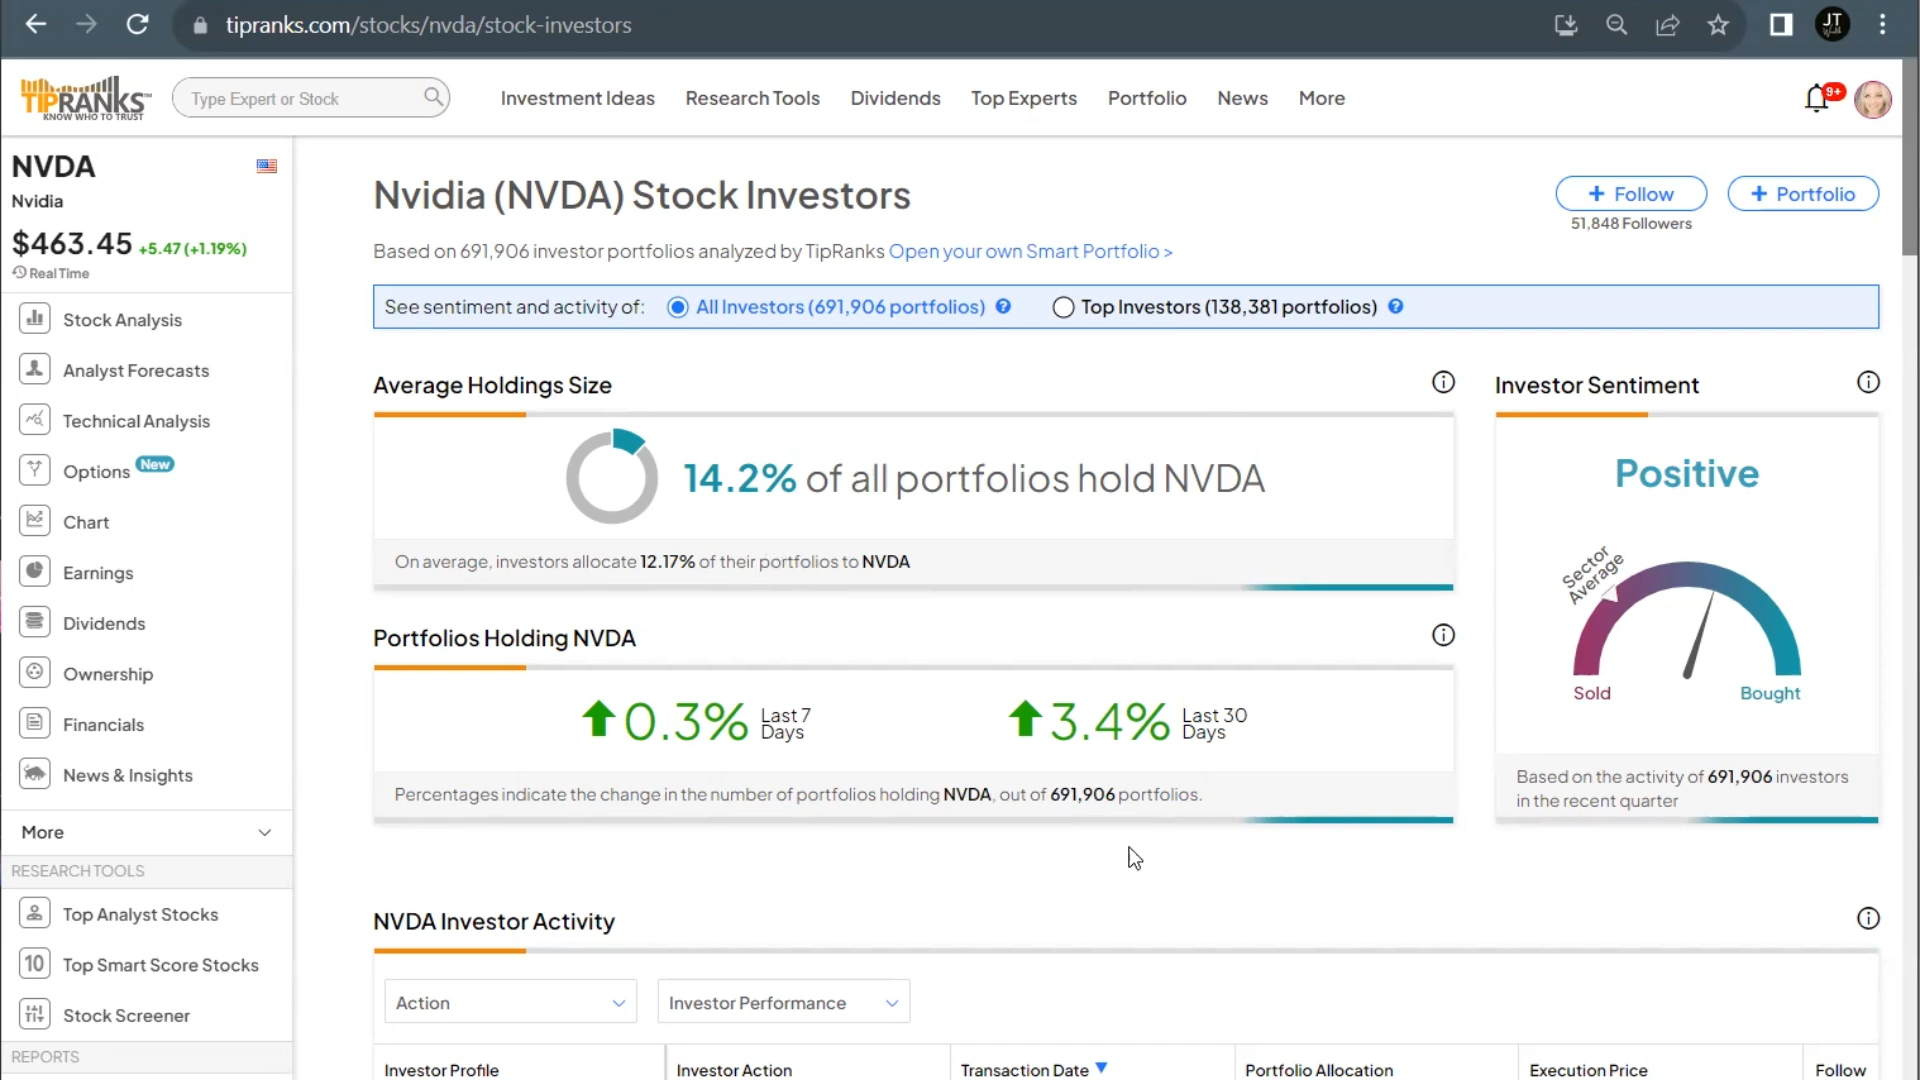 tipranks.com/stocks/nvda/stock-investors
JT
TIPRANKS™
KNOW WHO TO TRUST
Type Expert or Stock
Investment Ideas
Research Tools
Dividends
Top Experts
Portfolio
News
More
9+
NVDA
Nvidia
$463.45 +5.47 (+1.19%)
Real Time
Stock Analysis
Analyst Forecasts
Technical Analysis
Options New
Chart
Earnings
Dividends
Ownership
Financials
News & Insights
More
RESEARCH TOOLS
Top Analyst Stocks
10 Top Smart Score Stocks
Stock Screener
REPORTS
Nvidia (NVDA) Stock Investors
+ Follow
51,848 Followers
+ Portfolio
Based on 691,906 investor portfolios analyzed by TipRanks Open your own Smart Portfolio >
See sentiment and activity of: All Investors (691,906 portfolios) ? Top Investors (138,381 portfolios) ?
Average Holdings Size
14.2% of all portfolios hold NVDA
On average, investors allocate 12.17% of their portfolios to NVDA
Investor Sentiment
Positive
Sector
Average
Sold
Bought
Based on the activity of 691,906 investors
in the recent quarter
Portfolios Holding NVDA
0.3% Last 7
Days
3.4% Last 30
Days
Percentages indicate the change in the number of portfolios holding NVDA, out of 691,906 portfolios.
NVDA Investor Activity
Action
Investor Performance
Investor Profile
Investor Action
Transaction Date
Portfolio Allocation
Execution Price
Follow